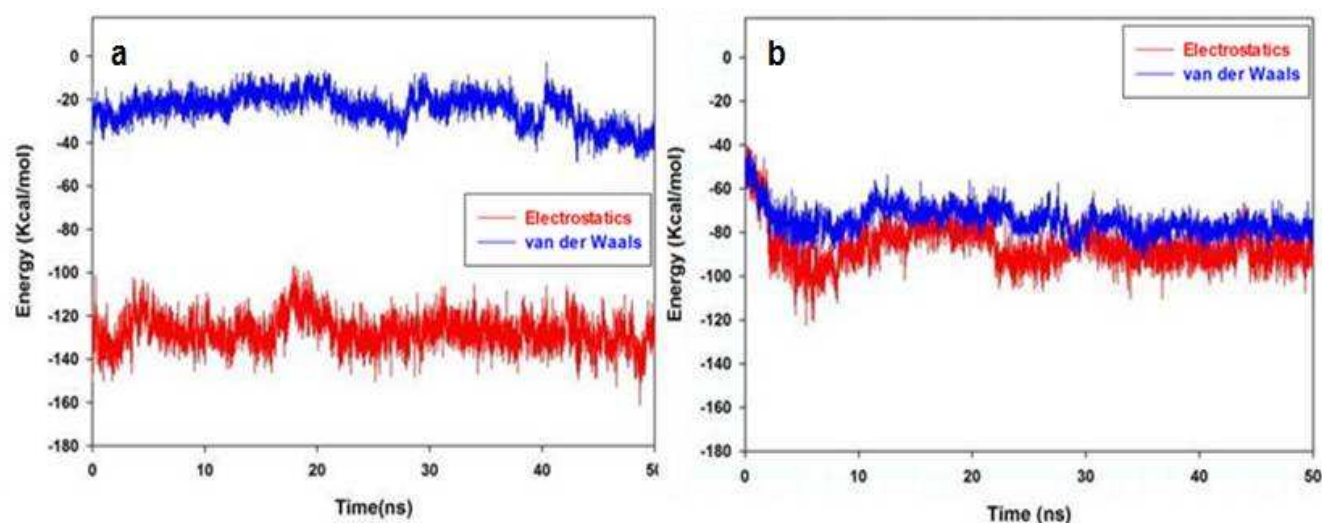 a
0
-20
-40
-60
-80
-100
-120
-140
-160
-180
Energy (Kcal/mol)
Electrostatics
van der Waals
0 10 20 30 40 50
Time(ns)
b
0
-20
-40
-60
-80
-100
-120
-140
-160
-180
Energy (Kcal/mol)
Electrostatics
van der Waals
0 10 20 30 40 50
Time (ns)